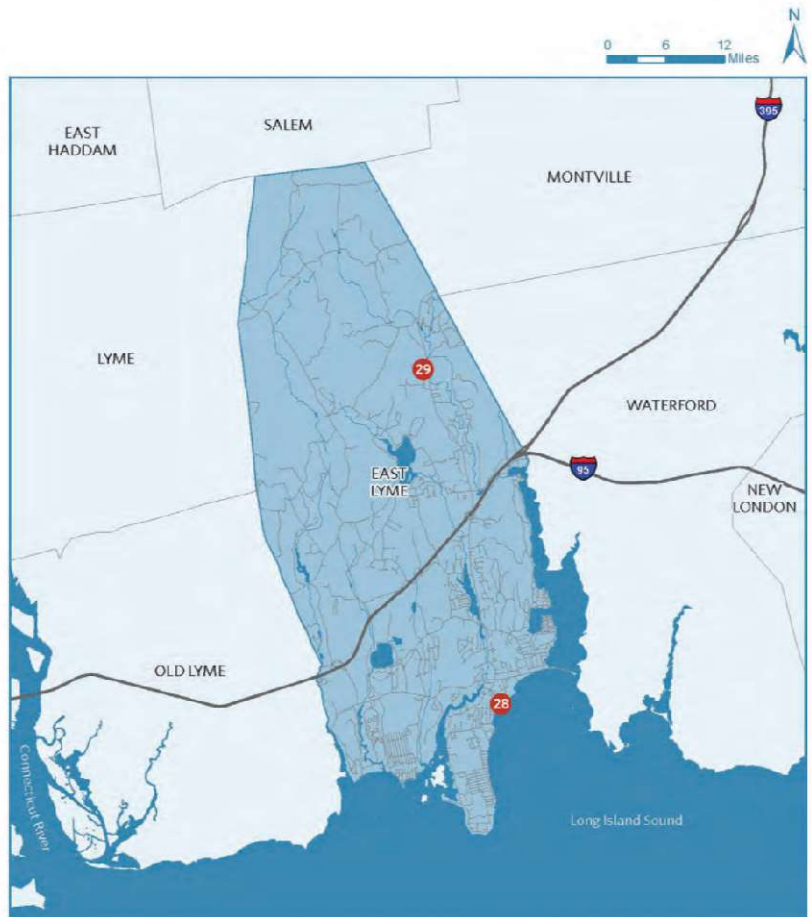 N
0 6 12
Miles
395
EAST
HADDAM
SALEM
MONTVILLE
LYME
29
WATERFORD
EAST
LYME
95
NEW
LONDON
OLD LYME
28
Connecticut River
Long Island Sound